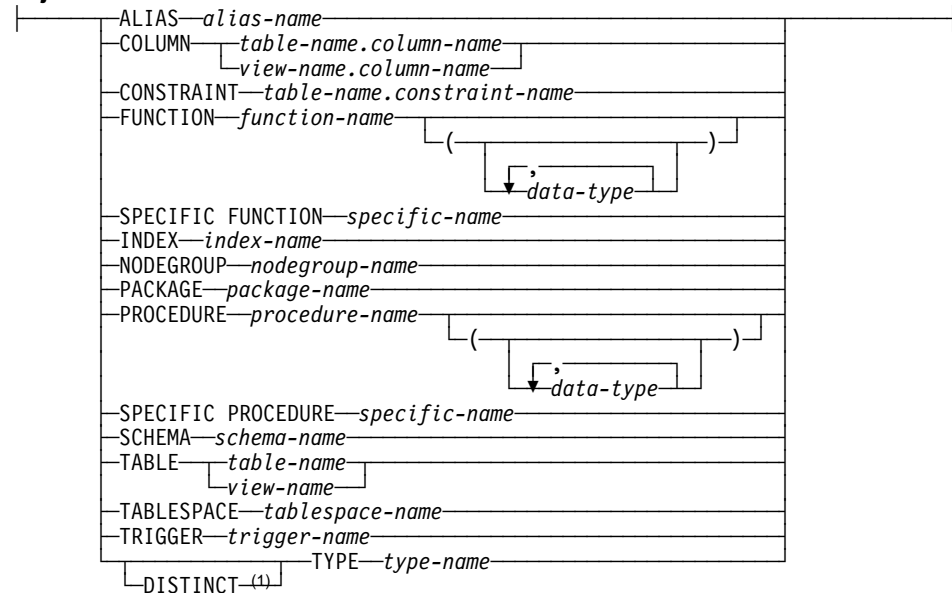 ALIAS alias-name
COLUMN table-name.column-name
view-name.column-name
CONSTRAINT table-name.constraint-name
FUNCTION function-name
( )
,
data-type
SPECIFIC FUNCTION specific-name
INDEX index-name
NODEGROUP nodegroup-name
PACKAGE package-name
PROCEDURE procedure-name
( )
,
data-type
SPECIFIC PROCEDURE specific-name
SCHEMA schema-name
TABLE table-name
view-name
TABLESPACE tablespace-name
TRIGGER trigger-name
TYPE type-name
DISTINCT (1)